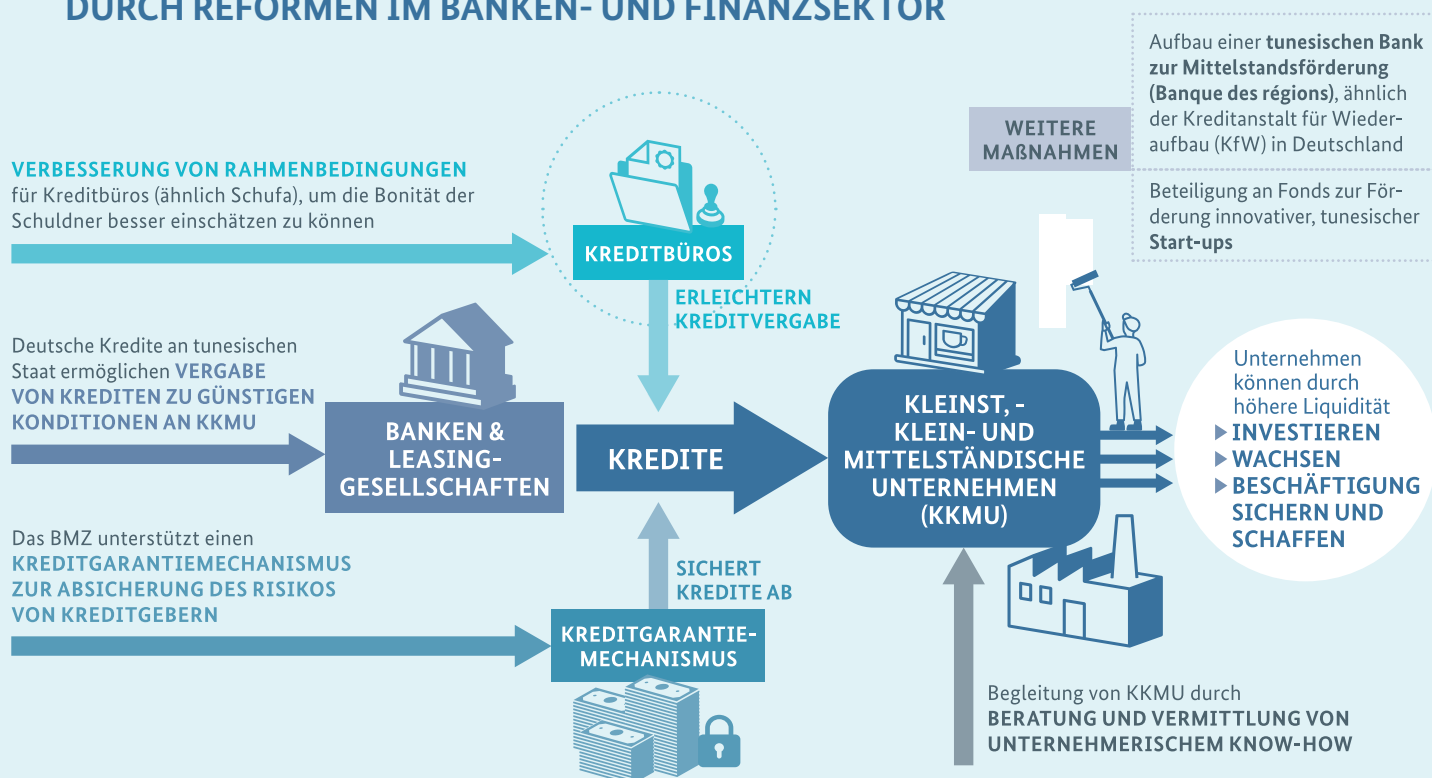 DURCH REFORMEN IM BANKEN- UND FINANZSEKTOR
Aufbau einer tunesischen Bank
zur Mittelstandsförderung
(Banque des régions), ähnlich
der Kreditanstalt für Wieder-
aufbau (KfW) in Deutschland
WEITERE
MAßNAHMEN
Beteiligung an Fonds zur För-
derung innovativer, tunesischer
Start-ups
VERBESSERUNG VON RAHMENBEDINGUNGEN
für Kreditbüros (ähnlich Schufa), um die Bonität der
Schuldner besser einschätzen zu können
KREDITBÜROS
ERLEICHTERN
KREDITVERGABE
Deutsche Kredite an tunesischen
Staat ermöglichen VERGABE
VON KREDITEN ZU GÜNSTIGEN
KONDITIONEN AN KKMU
BANKEN &
LEASING-
GESELLSCHAFTEN
KREDITE
KLEINST, -
KLEIN- UND
MITTELSTÄNDISCHE
UNTERNEHMEN
(KKMU)
Unternehmen
können durch
höhere Liquidität
INVESTIEREN
WACHSEN
BESCHÄFTIGUNG
SICHERN UND
SCHAFFEN
Das BMZ unterstützt einen
KREDITGARANTIEMECHANISMUS
ZUR ABSICHERUNG DES RISIKOS
VON KREDITGEBERN
SICHERT
KREDITE AB
KREDITGARANTIE-
MECHANISMUS
Begleitung von KKMU durch
BERATUNG UND VERMITTLUNG VON
UNTERNEHMERISCHEM KNOW-HOW